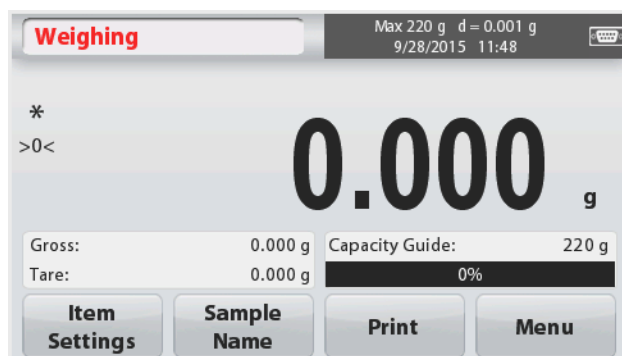 Weighing
Max 220 g d = 0.001 g
9/28/2015 11:48
*
>0<
0.000 g
Gross: 0.000 g
Tare: 0.000 g
Capacity Guide: 220 g
0%
Item
Settings
Sample
Name
Print
Menu